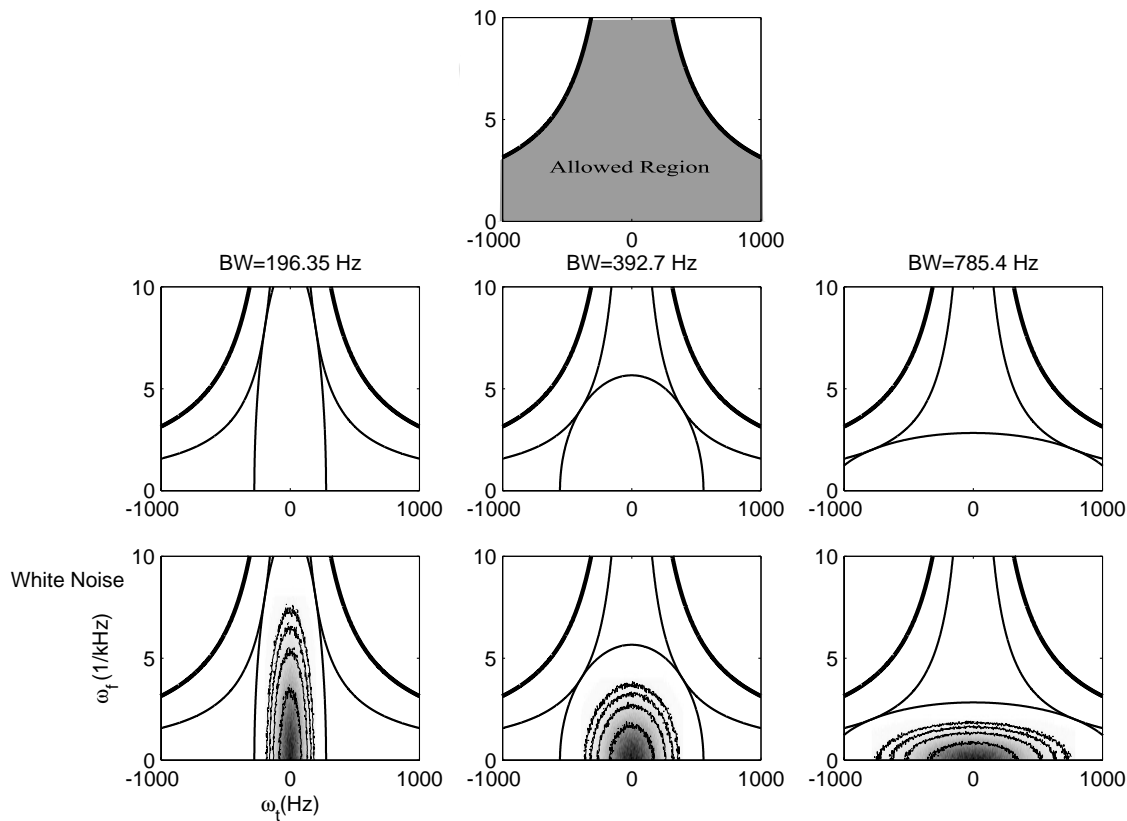 10
5
0
Allowed Region
-1000 0 1000
BW=196.35 Hz BW=392.7 Hz BW=785.4 Hz
10 10 10
5 5 5
0 0 0
-1000 0 1000 -1000 0 1000 -1000 0 1000
White Noise
10 10 10
5 5 5
0 0 0
ω_f (1/kHz)
-1000 0 1000 -1000 0 1000 -1000 0 1000
ω_t(Hz)